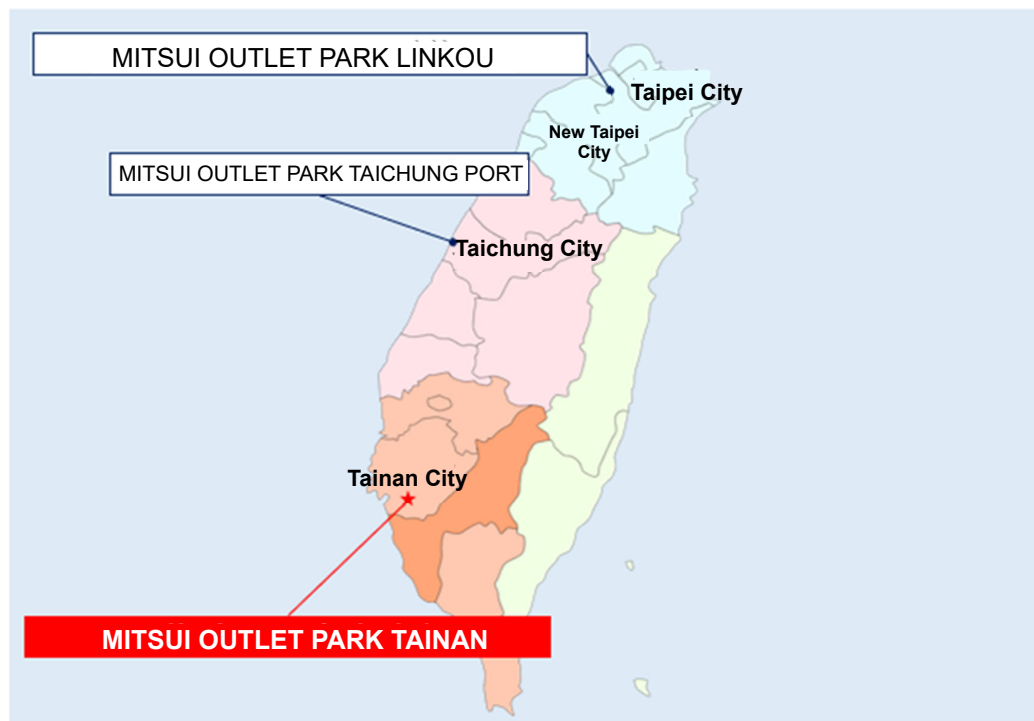 MITSUI OUTLET PARK LINKOU
Taipei City
New Taipei
City
MITSUI OUTLET PARK TAICHUNG PORT
Taichung City
Tainan City
MITSUI OUTLET PARK TAINAN